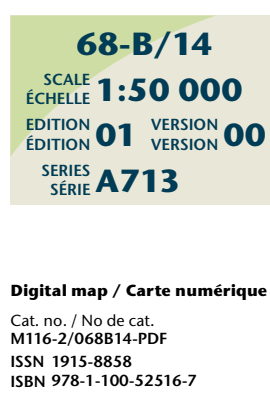 68-B/14
SCALE
ÉCHELLE 1:50 000
EDITION
ÉDITION 01 VERSION
VERSION 00
SERIES
SÉRIE A713
Digital map / Carte numérique
Cat. no. / No de cat.
M116-2/068B14-PDF
ISSN 1915-8858
ISBN 978-1-100-52516-7